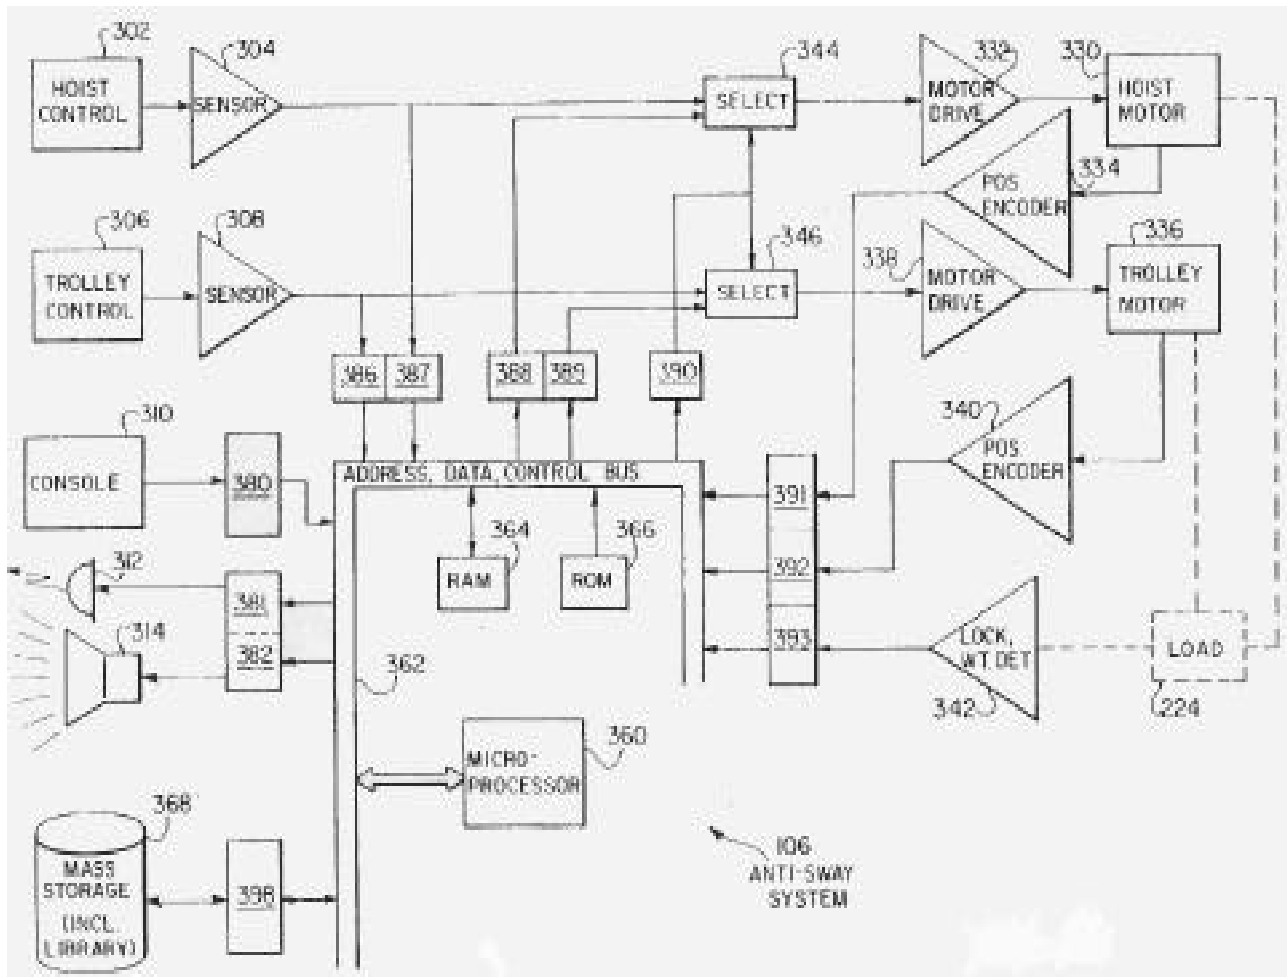 302
304
344
332
330
HOIST
CONTROL
SENSOR
SELECT
MOTOR
DRIVE
HOIST
MOTOR
334
POS.
ENCODER
306
308
346
338
336
TROLLEY
CONTROL
SENSOR
SELECT
MOTOR
DRIVE
TROLLEY
MOTOR
386
387
388
389
390
310
340
POS.
ENCODER
CONSOLE
380
ADDRESS, DATA, CONTROL BUS
391
364
366
312
RAM
ROM
392
381
314
382
362
393
LOCK,
WT. DET
LOAD
342
224
360
MICRO-
PROCESSOR
368
MASS
STORAGE
(INCL.
LIBRARY)
398
106
ANTI-SWAY
SYSTEM